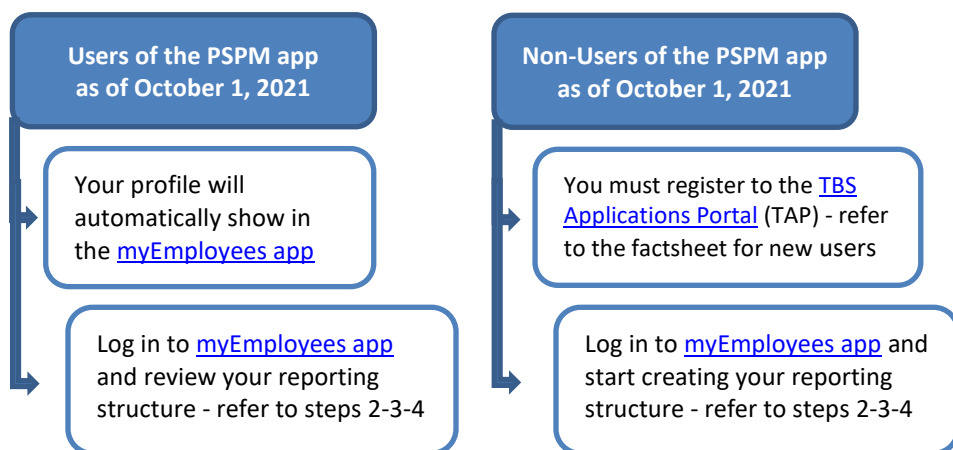 Users of the PSPM app
as of October 1, 2021
Your profile will
automatically show in
the myEmployees app
Log in to myEmployees app
and review your reporting
structure - refer to steps 2-3-4
Non-Users of the PSPM app
as of October 1, 2021
You must register to the TBS
Applications Portal (TAP) - refer
to the factsheet for new users
Log in to myEmployees app and
start creating your reporting
structure - refer to steps 2-3-4